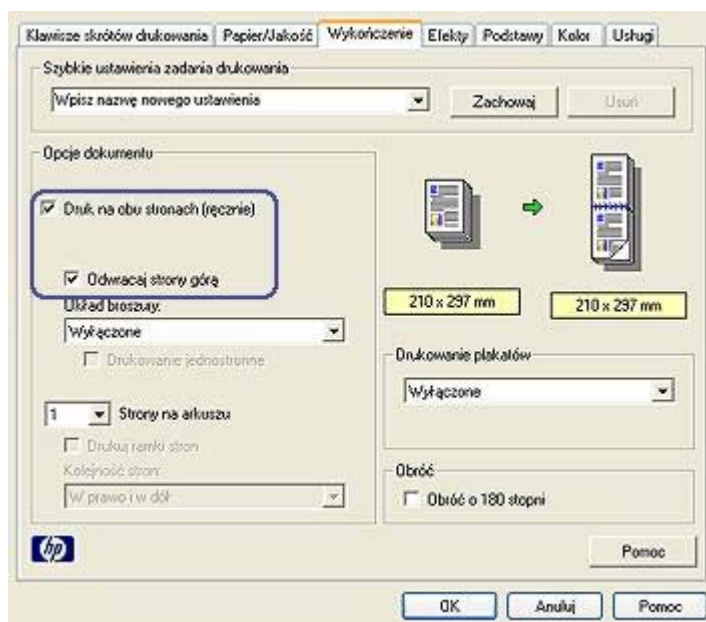 Klawisze skrótów drukowania Papier/Jakość Wykończenie Efekty Podstawy Kolor Usługi
Szybkie ustawienia zadania drukowania
Wpisz nazwę nowego ustawienia Zachowaj Usuń
Opcje dokumentu
Druk na obu stronach (ręcznie)
Odwracaj strony górą
Układ broszury:
Wyłączone
Drukowanie jednostronne
1 Strony na arkuszu
Drukuj ramki stron
Kolejność stron:
W prawo i w dół
210 x 297 mm 210 x 297 mm
Drukowanie plakatów
Wyłączone
Obróć
Obróć o 180 stopni
hp
Pomoc
OK Anuluj Pomoc